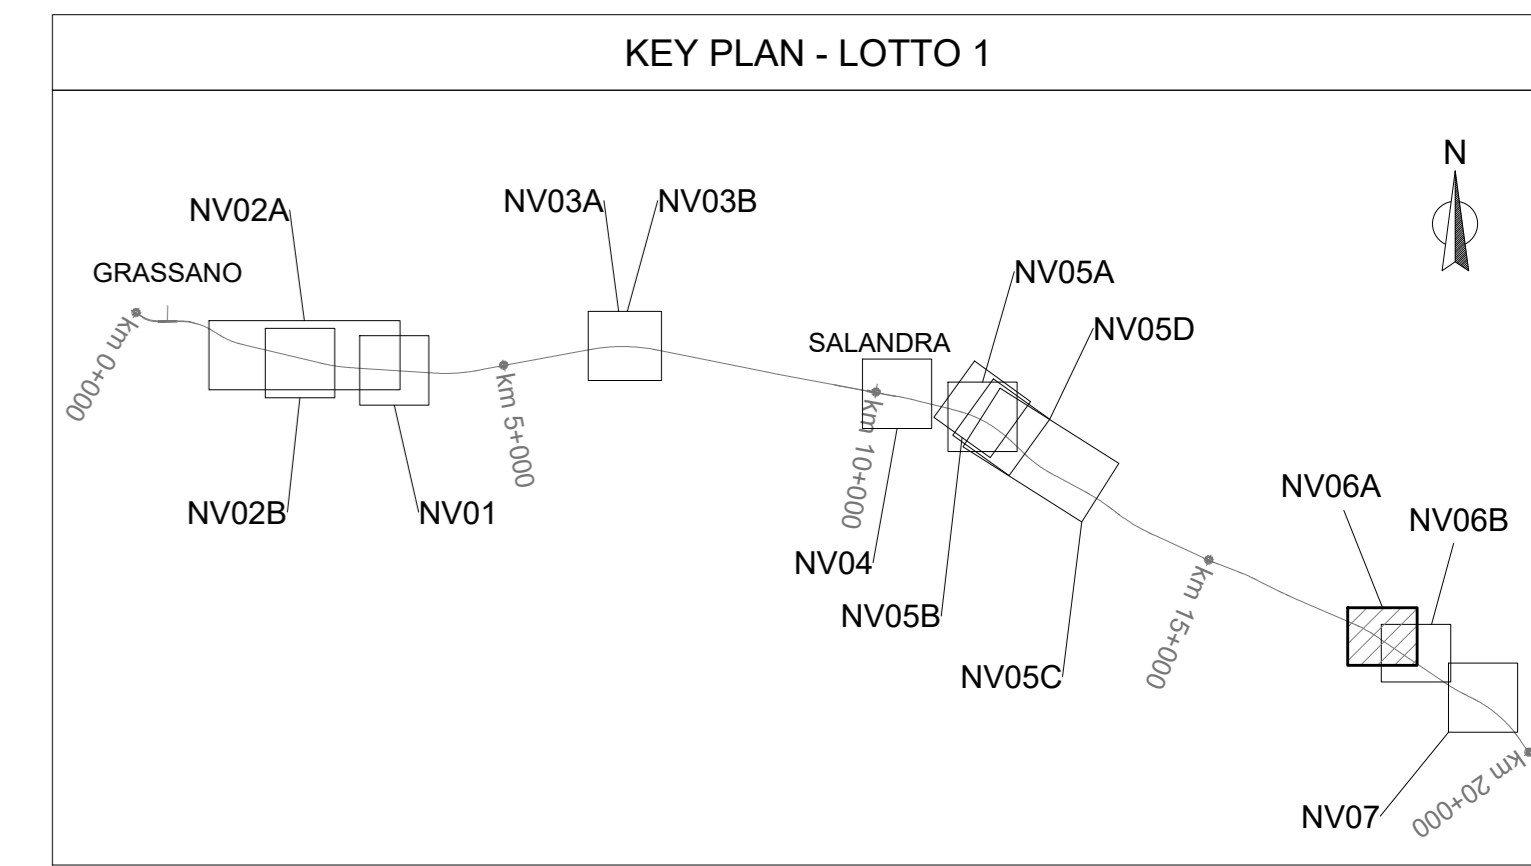 KEY PLAN - LOTTO 1
N
NV02A
NV03A
NV03B
GRASSANO
NV05A
NV05D
SALANDRA
km 0+000
km 5+000
km 10+000
NV06A
NV06B
NV02B
NV01
NV04
NV05B
km 15+000
NV05C
NV07
km 20+000